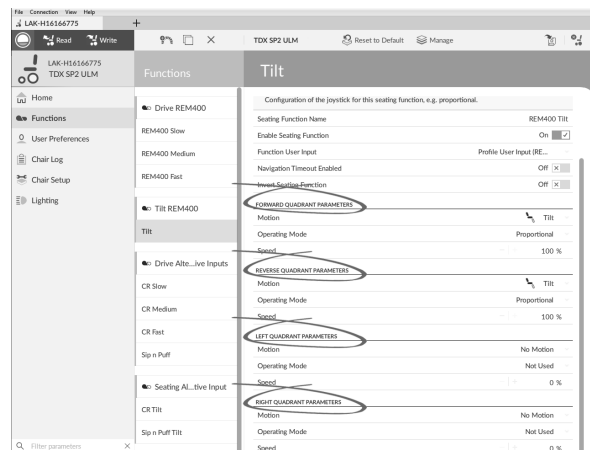 File Connection View Help
LAK-H16166775
Read Write TDX SP2 ULM Reset to Default Manage
LAK-H16166775
TDX SP2 ULM
Home
Functions
User Preferences
Chair Log
Chair Setup
Lighting
Filter parameters
Functions
Drive REM400
REM400 Slow
REM400 Medium
REM400 Fast
Tilt REM400
Tilt
Drive Alte...ive Inputs
CR Slow
CR Medium
CR Fast
Sip n Puff
Seating Al...tive Input
CR Tilt
Sip n Puff Tilt
Tilt
Configuration of the joystick for this seating function, e.g. proportional.
Seating Function Name REM400 Tilt
Enable Seating Function On
Function User Input Profile User Input (RE...
Navigation Timeout Enabled Off
Invert Seating Function Off
FORWARD QUADRANT PARAMETERS
Motion Tilt
Operating Mode Proportional
Speed 100 %
REVERSE QUADRANT PARAMETERS
Motion Tilt
Operating Mode Proportional
Speed 100 %
LEFT QUADRANT PARAMETERS
Motion No Motion
Operating Mode Not Used
Speed 0 %
RIGHT QUADRANT PARAMETERS
Motion No Motion
Operating Mode Not Used
Speed 0 %